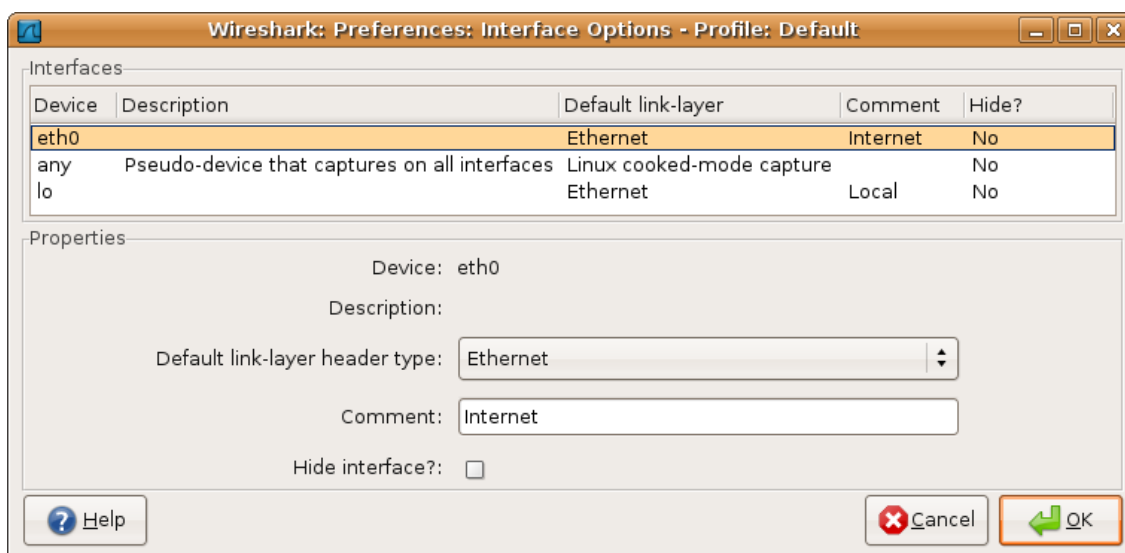 Wireshark: Preferences: Interface Options - Profile: Default
Interfaces
Device Description Default link-layer Comment Hide?
eth0 Ethernet Internet No
any Pseudo-device that captures on all interfaces Linux cooked-mode capture No
lo Ethernet Local No
Properties
Device: eth0
Description:
Default link-layer header type: Ethernet
Comment: Internet
Hide interface?:
Help Cancel OK